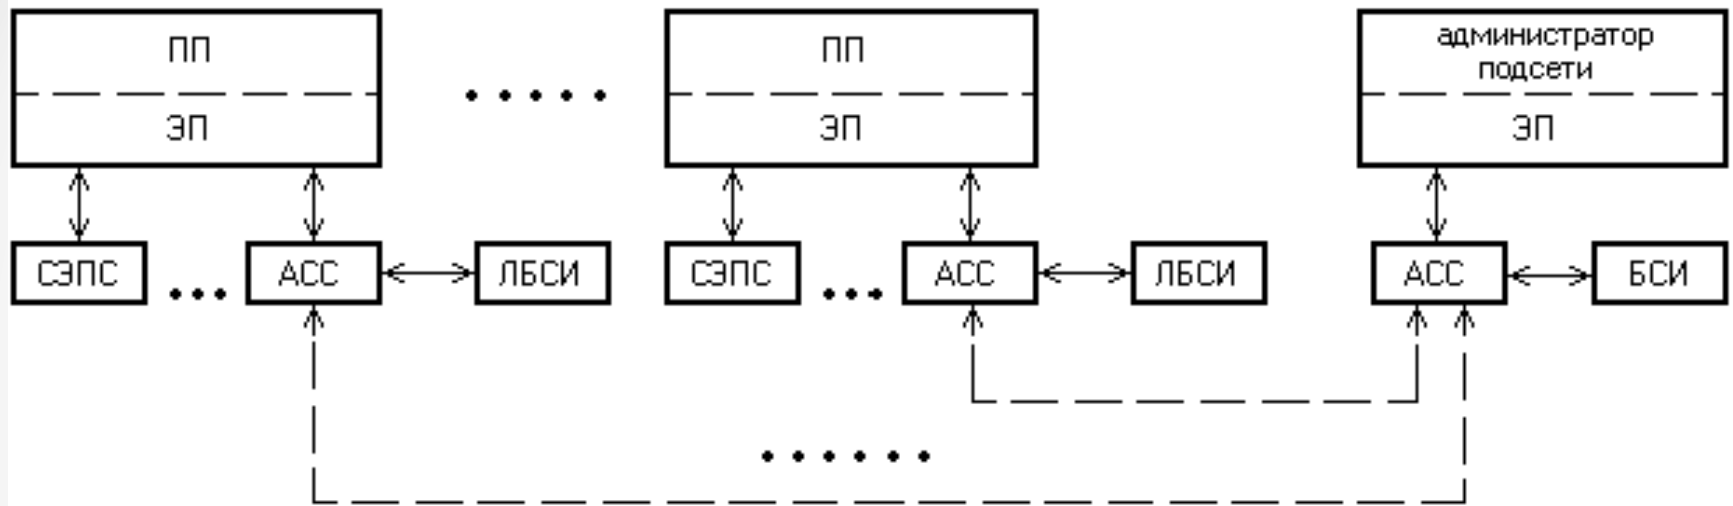 ПП
ЭП
ПП
ЭП
администратор
подсети
ЭП
СЭПС
АСС
ЛБСИ
СЭПС
АСС
ЛБСИ
АСС
БСИ